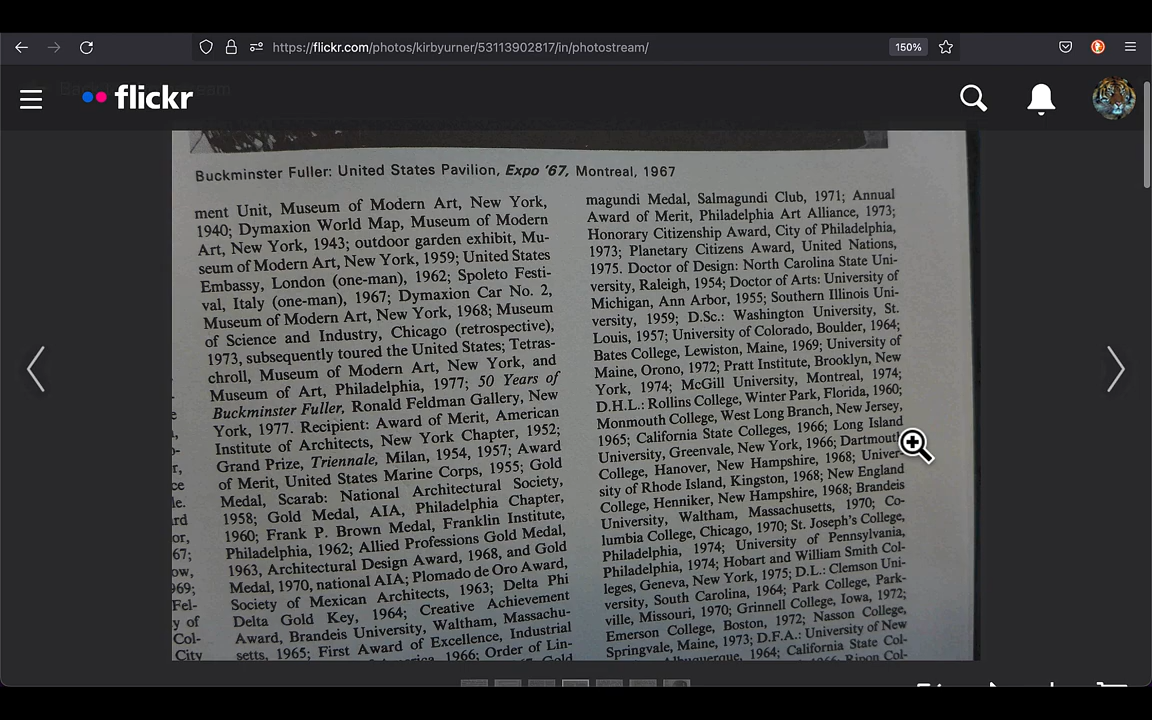 https://flickr.com/photos/kirbyurner/53113902817/in/photostream/
150%
flickr
Buckminster Fuller: United States Pavilion, Expo '67, Montreal, 1967
ment Unit, Museum of Modern Art, New York,
1940; Dymaxion World Map, Museum of Modern
Art, New York, 1943; outdoor garden exhibit, Mu-
seum of Modern Art, New York, 1959; United States
Embassy, London (one-man), 1962; Spoleto Festi-
val, Italy (one-man), 1967; Dymaxion Car No. 2,
Museum of Modern Art, New York, 1968; Museum
of Science and Industry, Chicago (retrospective),
1973, subsequently toured the United States; Tetras-
chroll, Museum of Modern Art, New York, and
Museum of Art, Philadelphia, 1977; 50 Years of
Buckminster Fuller, Ronald Feldman Gallery, New
York, 1977. Recipient: Award of Merit, American
Institute of Architects, New York Chapter, 1952;
Grand Prize, Triennale, Milan, 1954, 1957; Award
of Merit, United States Marine Corps, 1955; Gold
Medal, Scarab: National Architectural Society,
1958; Gold Medal, AIA, Philadelphia Chapter,
1960; Frank P. Brown Medal, Franklin Institute,
Philadelphia, 1962; Allied Professions Gold Medal,
1963, Architectural Design Award, 1968, and Gold
Medal, 1970, national AIA; Plomado de Oro Award,
Society of Mexican Architects, 1963; Delta Phi
Delta Gold Key, 1964; Creative Achievement
Award, Brandeis University, Waltham, Massachu-
setts, 1965; First Award of Excellence, Industrial
1966; Order of Lin-
Gold
magundi Medal, Salmagundi Club, 1971; Annual
Award of Merit, Philadelphia Art Alliance, 1973;
Honorary Citizenship Award, City of Philadelphia,
1973; Planetary Citizens Award, United Nations,
1975. Doctor of Design: North Carolina State Uni-
versity, Raleigh, 1954; Doctor of Arts: University of
Michigan, Ann Arbor, 1955; Southern Illinois Uni-
versity, 1959; D.Sc.: Washington University, St.
Louis, 1957; University of Colorado, Boulder, 1964;
Bates College, Lewiston, Maine, 1969; University of
Maine, Orono, 1972; Pratt Institute, Brooklyn, New
York, 1974; McGill University, Montreal, 1974;
D.H.L.: Rollins College, Winter Park, Florida, 1960;
Monmouth College, West Long Branch, New Jersey,
1965; California State Colleges, 1966; Long Island
University, Greenvale, New York, 1966; Dartmouth
College, Hanover, New Hampshire, 1968; Univer-
sity of Rhode Island, Kingston, 1968; New England
College, Henniker, New Hampshire, 1968; Brandeis
University, Waltham, Massachusetts, 1970; Co-
lumbia College, Chicago, 1970; St. Joseph's College,
Philadelphia, 1974; University of Pennsylvania,
Philadelphia, 1974; Hobart and William Smith Col-
leges, Geneva, New York, 1975; D.L.: Clemson Uni-
versity, South Carolina, 1964; Park College, Park-
ville, Missouri, 1970; Grinnell College, Iowa, 1972;
Emerson College, Boston, 1972; Nasson College,
Springvale, Maine, 1973; D.F.A.: University of New
Albuquerque, 1964; California State Col-
1966, Ripon Col-